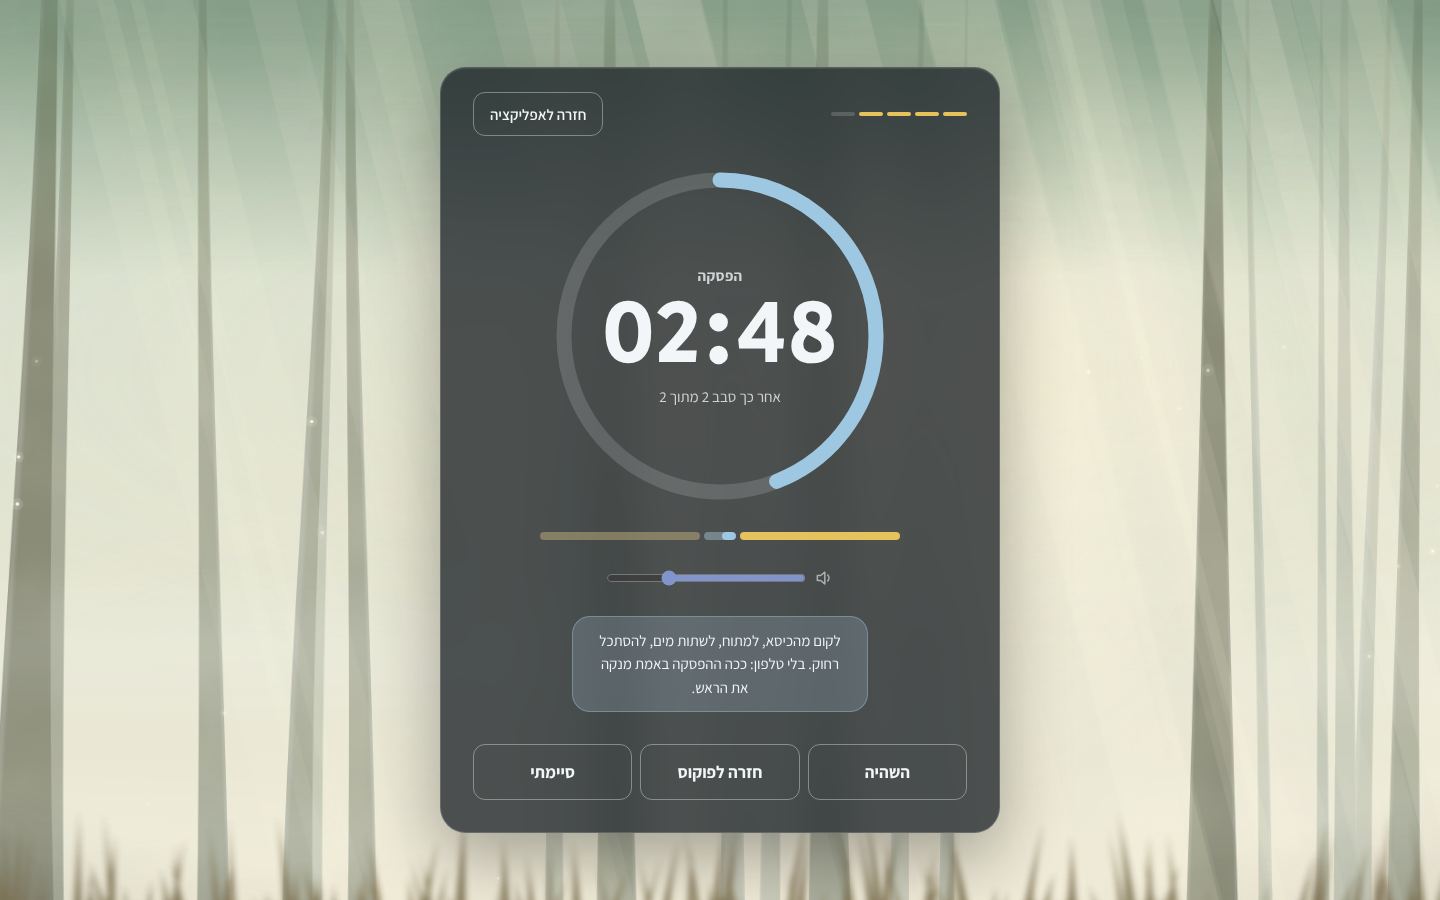 חזרה לאפליקציה
הפסקה
02:48
אחר כך סבב 2 מתוך 2
לקום מהכיסא, למתוח, לשתות מים, להסתכל
רחוק. בלי טלפון: ככה ההפסקה באמת מנקה
את הראש.
השהיה
חזרה לפוקוס
סיימתי